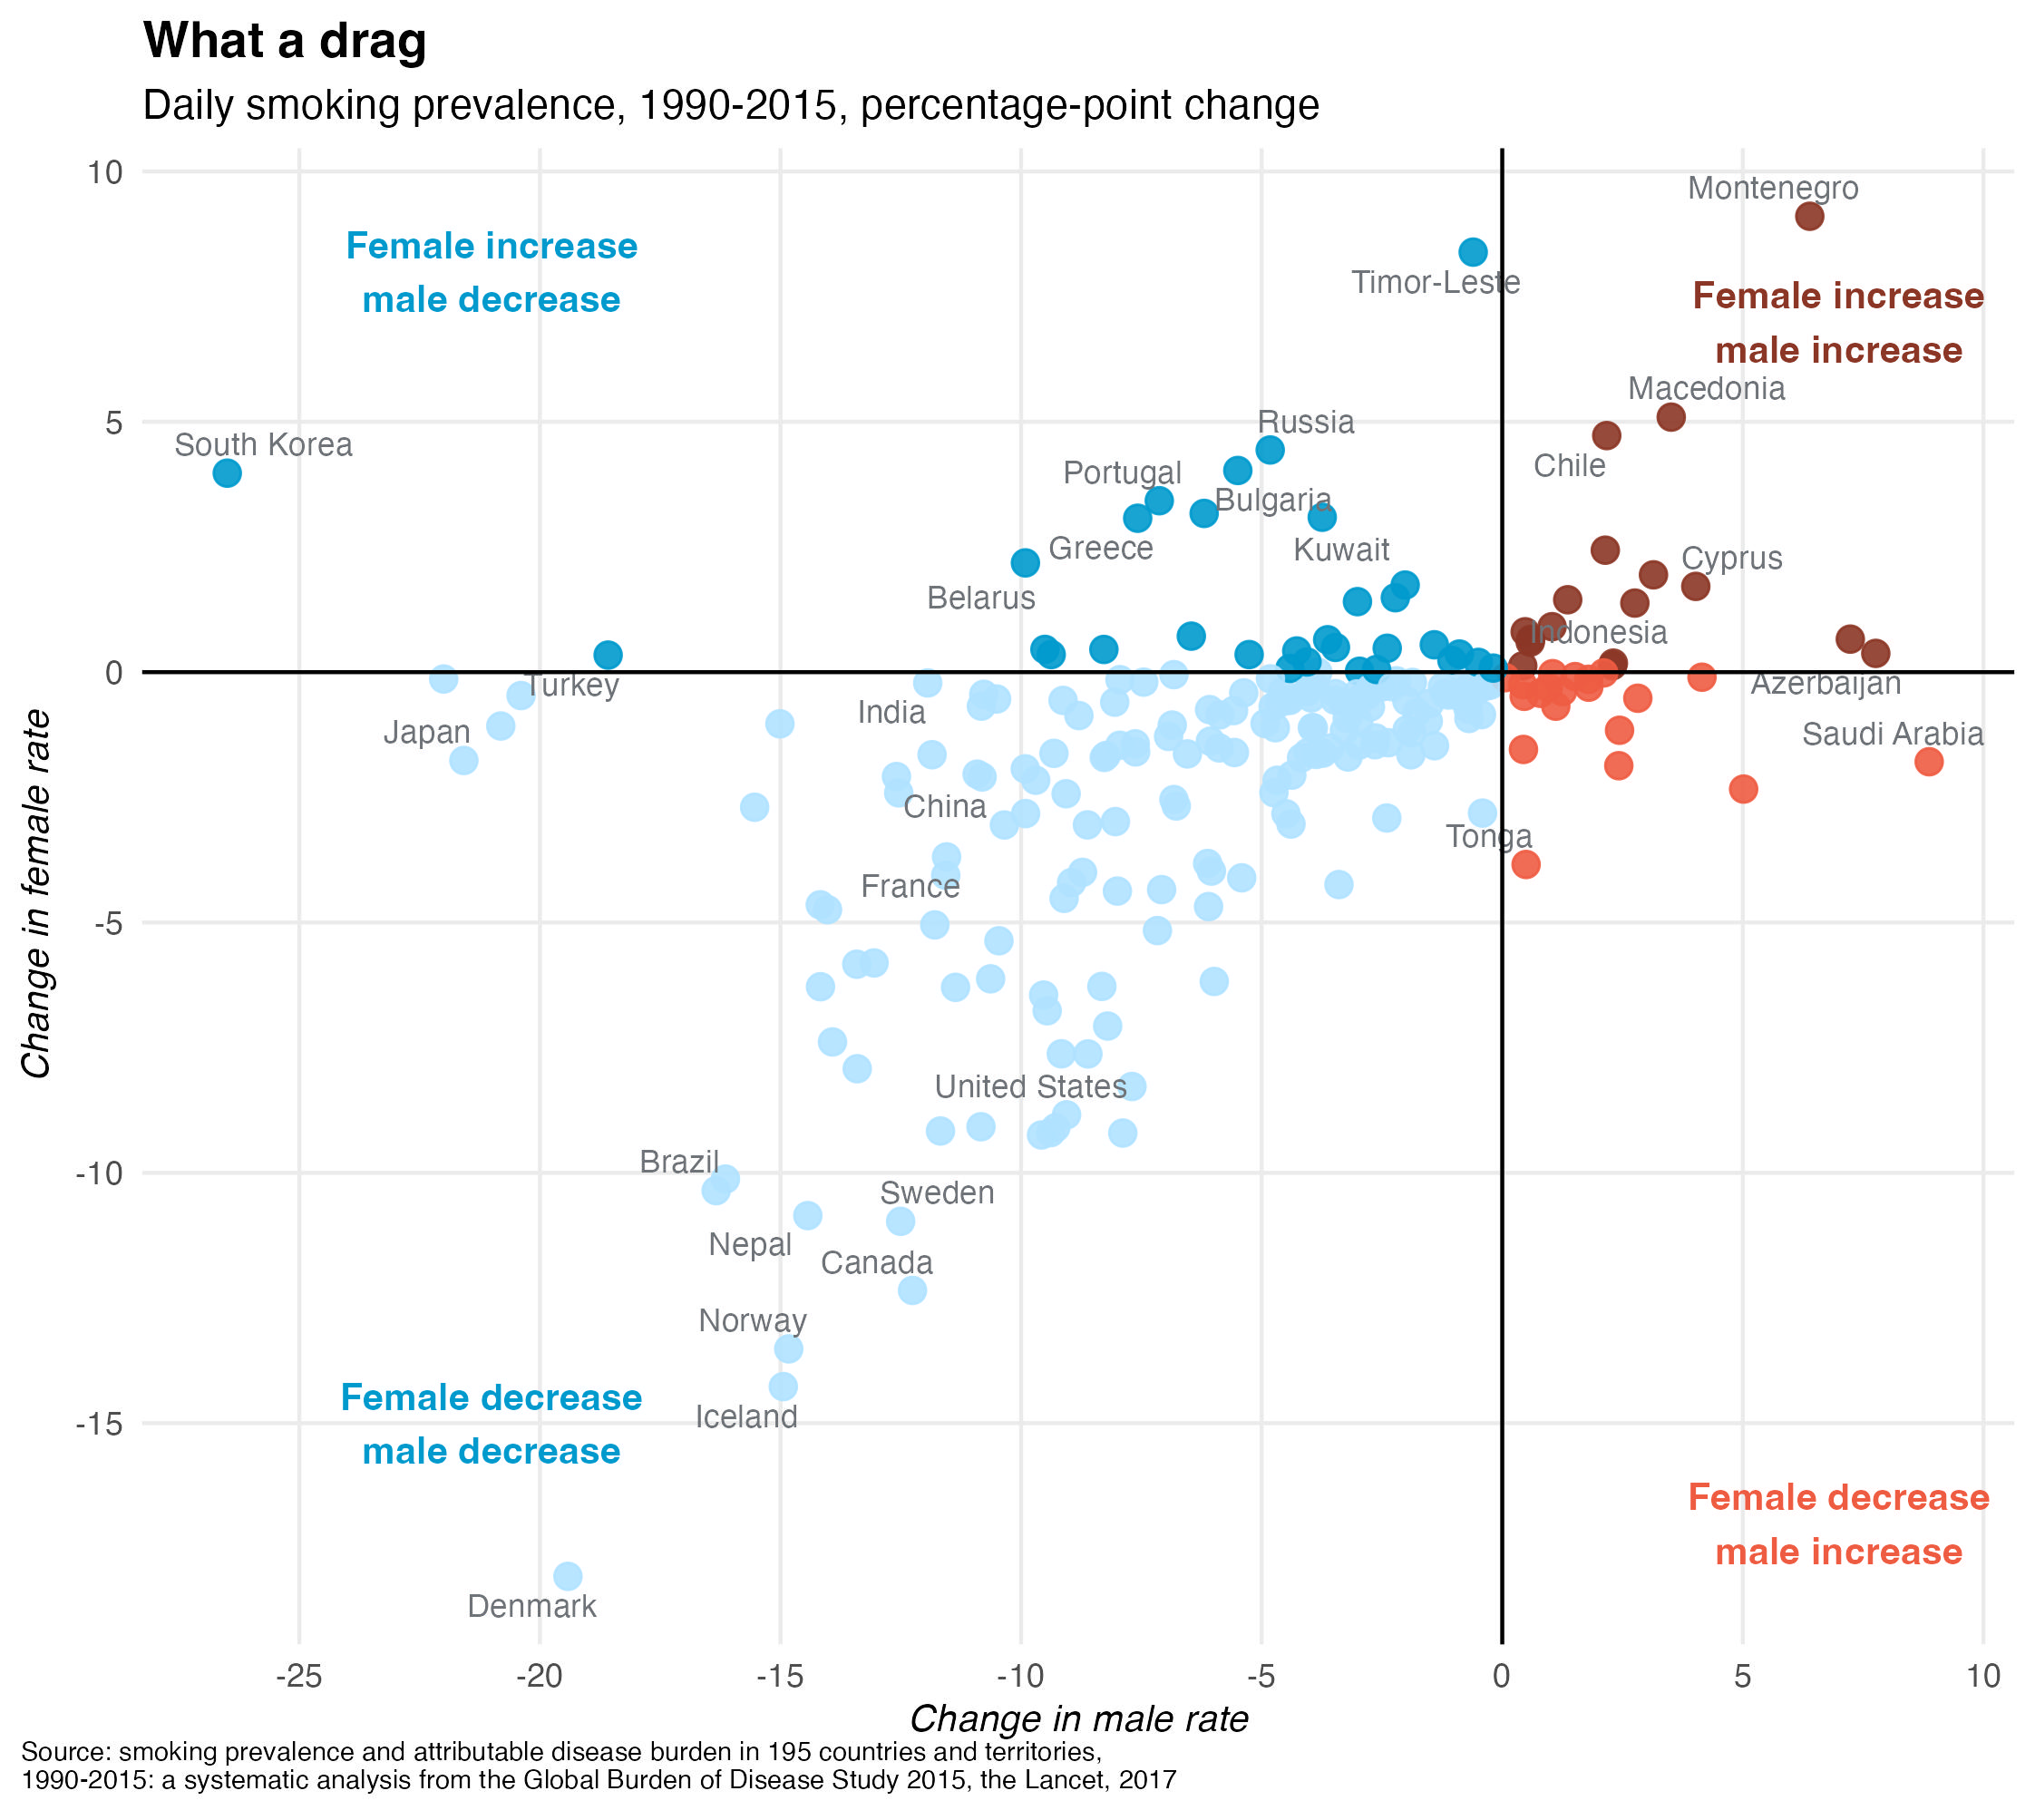 What a drag
Daily smoking prevalence, 1990-2015, percentage-point change
10
Montenegro
Female increase
male decrease
Timor-Leste
Female increase
male increase
Macedonia
5
Russia
South Korea
Portugal
Chile
Bulgaria
Greece
Kuwait
Cyprus
Belarus
Indonesia
0
Turkey
Azerbaijan
India
Japan
Saudi Arabia
China
Tonga
France
-5
Change in female rate
United States
Brazil
-10
Sweden
Nepal
Canada
Norway
Female decrease
male decrease
Iceland
-15
Female decrease
male increase
Denmark
-25
-20
-15
-10
-5
0
5
10
Change in male rate
Source: smoking prevalence and attributable disease burden in 195 countries and territories,
1990-2015: a systematic analysis from the Global Burden of Disease Study 2015, the Lancet, 2017